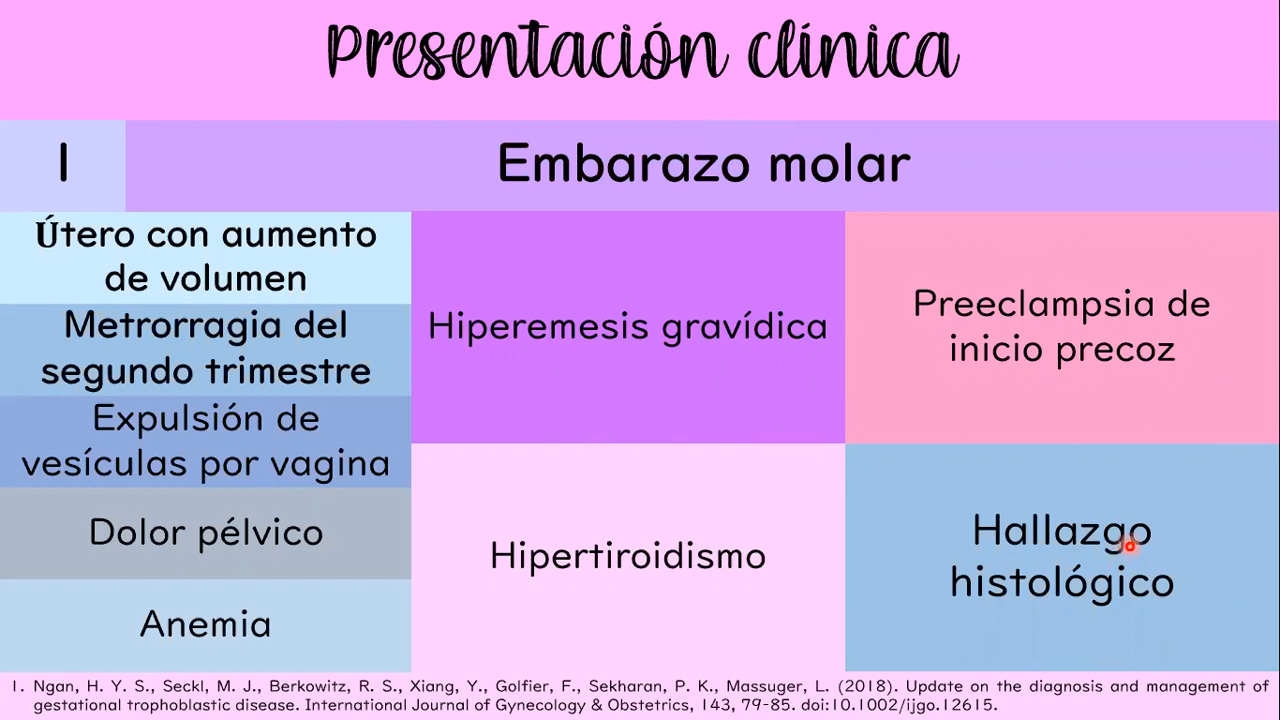 Presentación clínica
1
Embarazo molar
Útero con aumento
de volumen
Metrorragia del
segundo trimestre
Expulsión de
vesículas por vagina
Dolor pélvico
Anemia
Hiperemesis gravídica
Hipertiroidismo
Preeclampsia de
inicio precoz
Hallazgo
histológico
1. Ngan, H. Y. S., Seckl, M. J., Berkowitz, R. S., Xiang, Y., Golfier, F., Sekharan, P. K., Massuger, L. (2018). Update on the diagnosis and management of
gestational trophoblastic disease. International Journal of Gynecology & Obstetrics, 143, 79-85. doi:10.1002/ijgo.12615.